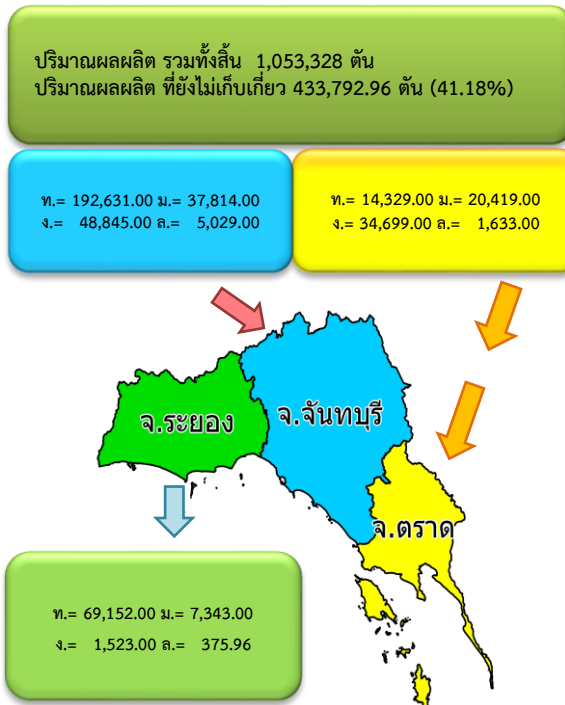 ปริมาณผลผลิต รวมทั้งสิ้น 1,053,328 ตัน
ปริมาณผลผลิต ที่ยังไม่เก็บเกี่ยว 433,792.96 ตัน (41.18%)
ท.= 192,631.00 ม.= 37,814.00
ง.= 48,845.00 ล.= 5,029.00
ท.= 14,329.00 ม.= 20,419.00
ง.= 34,699.00 ล.= 1,633.00
จ.ระยอง
จ.จันทบุรี
จ.ตราด
ท.= 69,152.00 ม.= 7,343.00
ง.= 1,523.00 ล.= 375.96